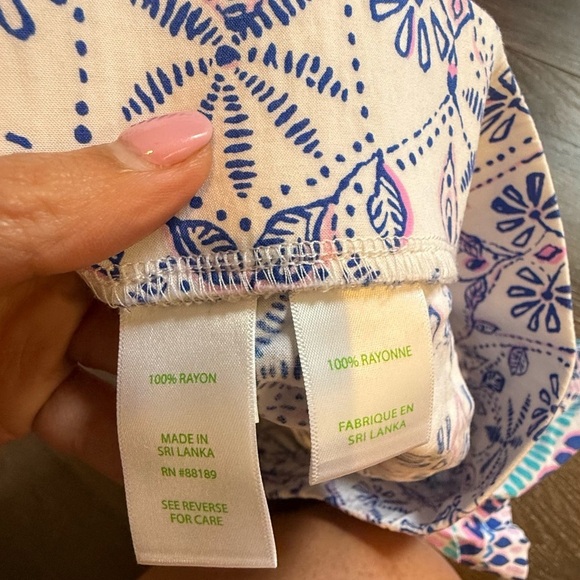 100% RAYON
MADE IN
SRI LANKA
RN #88189
SEE REVERSE
FOR CARE
100% RAYONNE
FABRIQUE EN
SRI LANKA